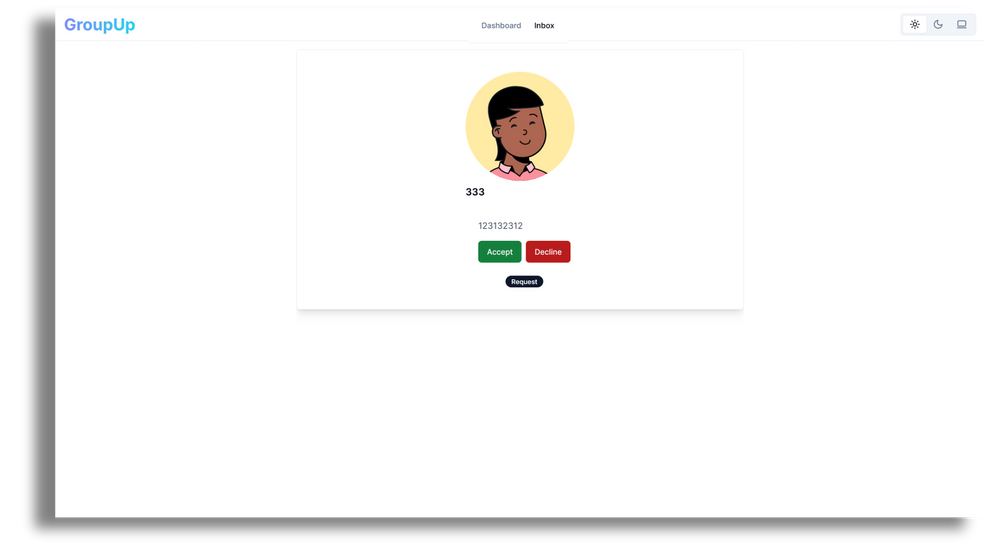 GroupUp
Dashboard Inbox
333
123132312
Accept Decline
Request